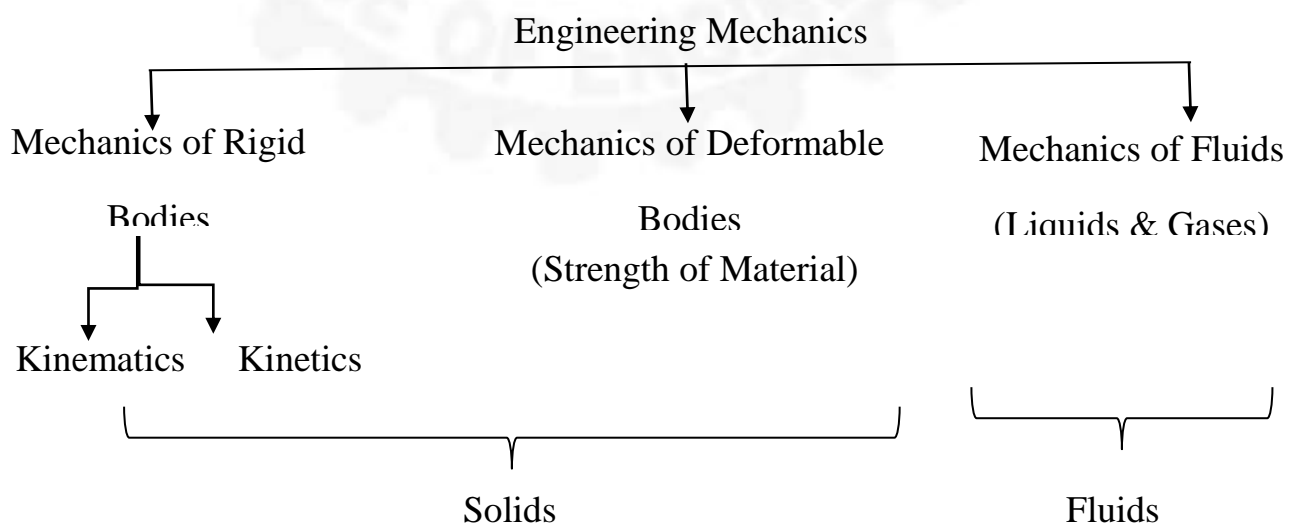 Engineering Mechanics
Mechanics of Rigid
Bodies
Mechanics of Deformable
Bodies
(Strength of Material)
Mechanics of Fluids
(Liquids & Gases)
Kinematics
Kinetics
Solids
Fluids